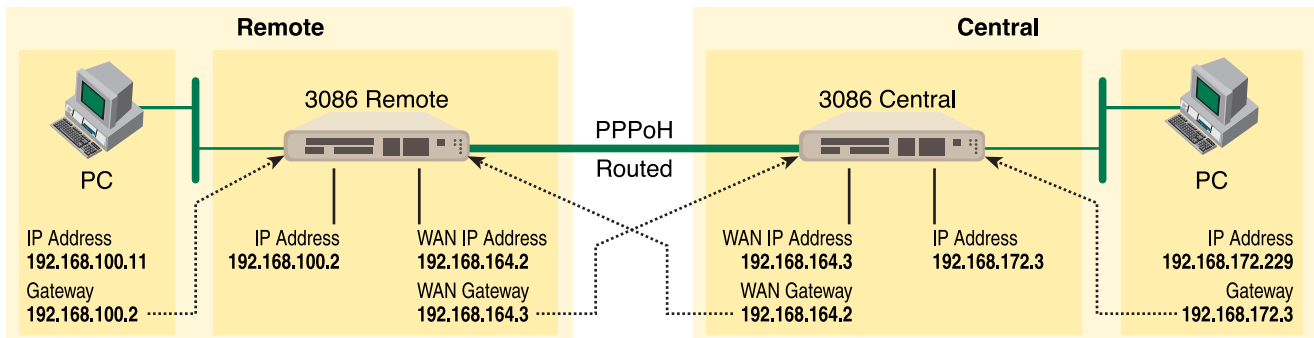 Remote
Central
3086 Remote
3086 Central
PPPoH
Routed
PC
PC
IP Address
192.168.100.11
Gateway
192.168.100.2
IP Address
192.168.100.2
WAN IP Address
192.168.164.2
WAN Gateway
192.168.164.3
WAN IP Address
192.168.164.3
WAN Gateway
192.168.164.2
IP Address
192.168.172.3
IP Address
192.168.172.229
Gateway
192.168.172.3